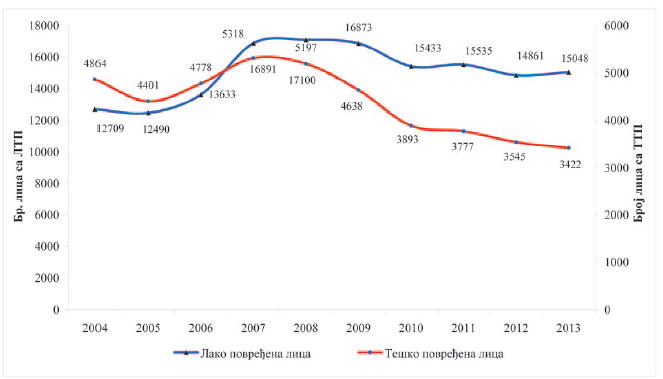 18000 5318 5197 16873 6000
16000 15433 15535 14861 15048
4864 4778 5000
14000 4401 16891 17100
13633 4638
12000 12709 12490 4000
3893 3777 3545 3422
10000 3000
8000
6000 2000
4000
1000
2000
0 0
Бр. лица са ЛТП
Број лица са ТТП
2004 2005 2006 2007 2008 2009 2010 2011 2012 2013
Лако повређена лица Тешко повређена лица